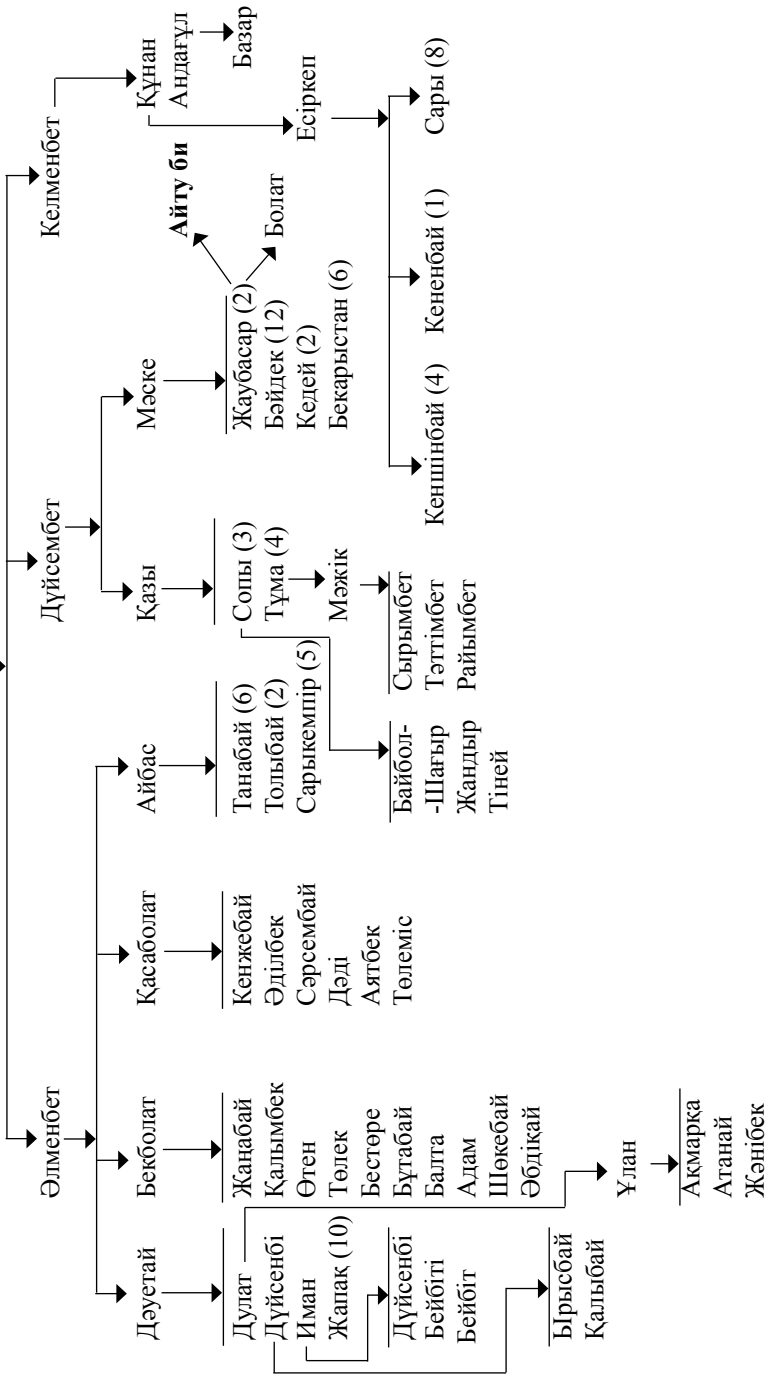 Әлменбет
Дүйсембет
Келменбет
Дәуетай
Бекболат
Қасаболат
Айбас
Қазы
Мәске
Құнан
Андағұл
Базар
Дулат
Дүйсенбі
Иман
Жапақ (10)
Жаңабай
Қалымбек
Өтен
Төлек
Бестөре
Бұтабай
Балта
Адам
Шөкебай
Әбдіқай
Кенжебай
Әділбек
Сәрсембай
Дәді
Аятбек
Төлеміс
Танабай (6)
Толыбай (2)
Сарыкемпір (5)
Сопы (3)
Тұма (4)
Жаубасар (2)
Бәйдек (12)
Кедей (2)
Бекарыстан (6)
Айту би
Болат
Есіркеп
Мәжік
Дүйсенбі
Бейбіті
Бейбіт
Байбол-
-Шағыр
Жандыр
Тіней
Сырымбет
Тәттімбет
Райымбет
Кеншінбай (4)
Кененбай (1)
Сары (8)
Ырысбай
Қалыбай
Ұлан
Ақмарқа
Атанай
Жәнібек